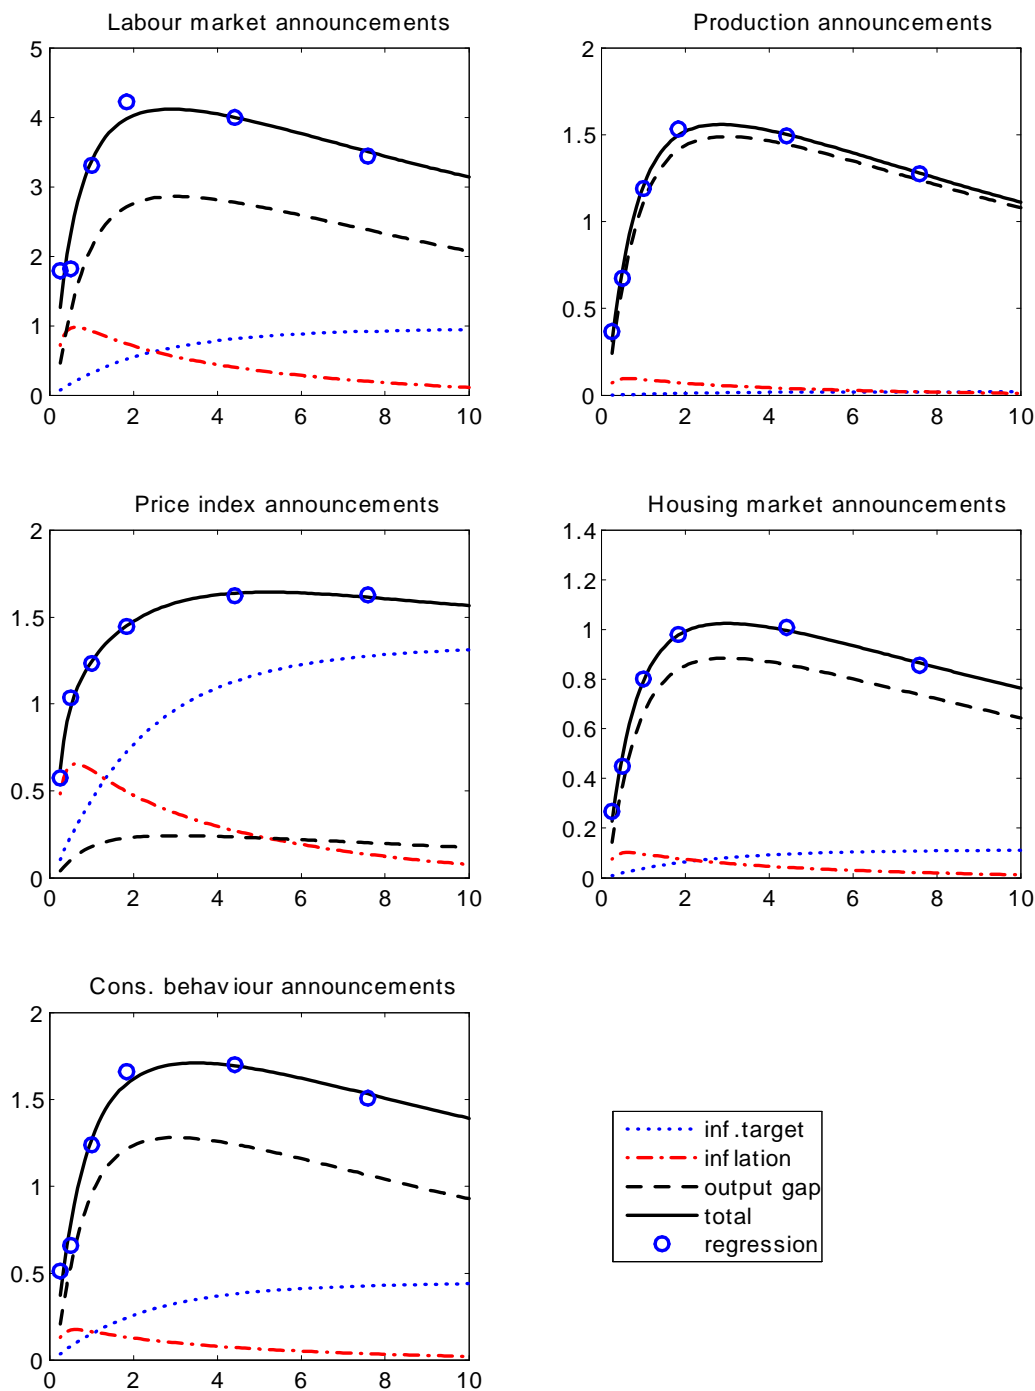 Labour market announcements
5
4
3
2
1
0
0 2 4 6 8 10
Production announcements
2
1.5
1
0.5
0
0 2 4 6 8 10
Price index announcements
2
1.5
1
0.5
0
0 2 4 6 8 10
Housing market announcements
1.4
1.2
1
0.8
0.6
0.4
0.2
0
0 2 4 6 8 10
Cons. behaviour announcements
2
1.5
1
0.5
0
0 2 4 6 8 10
inf.target
inflation
output gap
total
regression